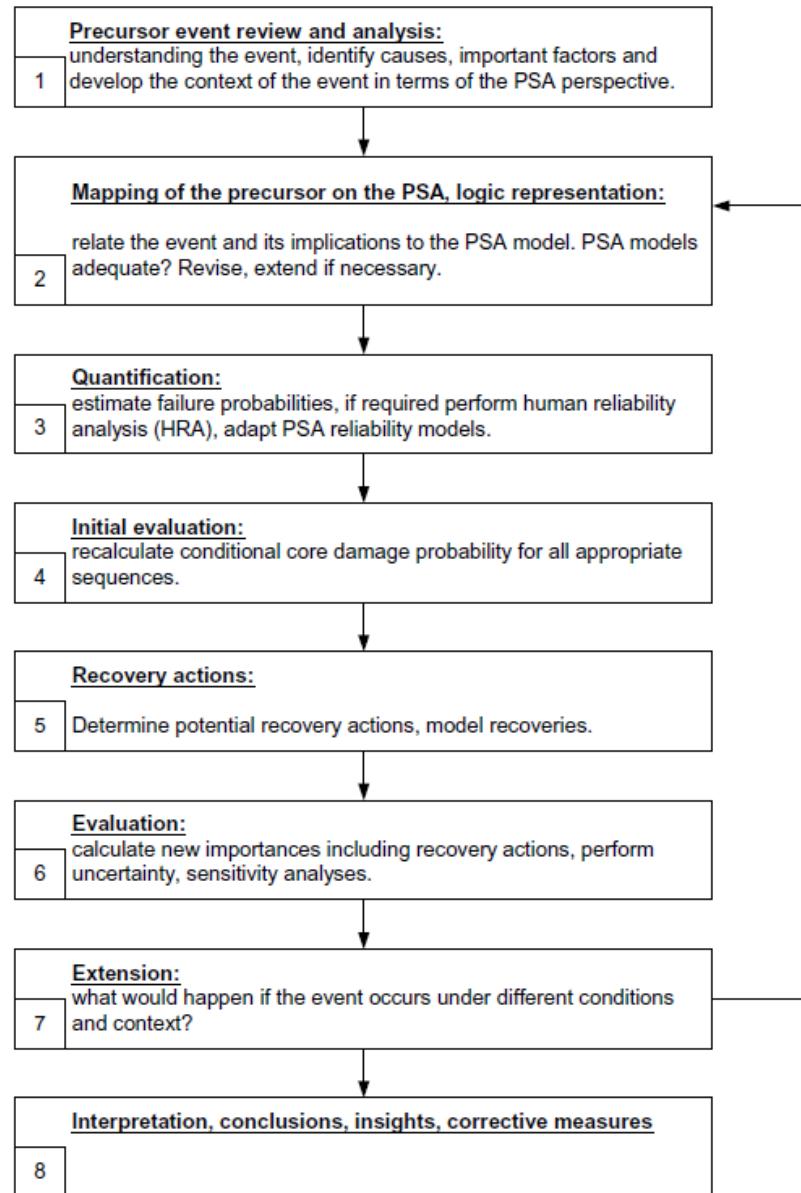 Precursor event review and analysis:
understanding the event, identify causes, important factors and
1
develop the context of the event in terms of the PSA perspective.
Mapping of the precursor on the PSA, logic representation:
relate the event and its implications to the PSA model. PSA models
adequate? Revise, extend if necessary.
2
Quantification:
estimate failure probabilities, if required perform human reliability
3
analysis (HRA), adapt PSA reliability models.
Initial evaluation:
recalculate conditional core damage probability for all appropriate
4
sequences.
Recovery actions:
5
Determine potential recovery actions, model recoveries.
Evaluation:
calculate new importances including recovery actions, perform
6
uncertainty, sensitivity analyses.
Extension:
what would happen if the event occurs under different conditions
7
and context?
Interpretation, conclusions, insights, corrective measures
8